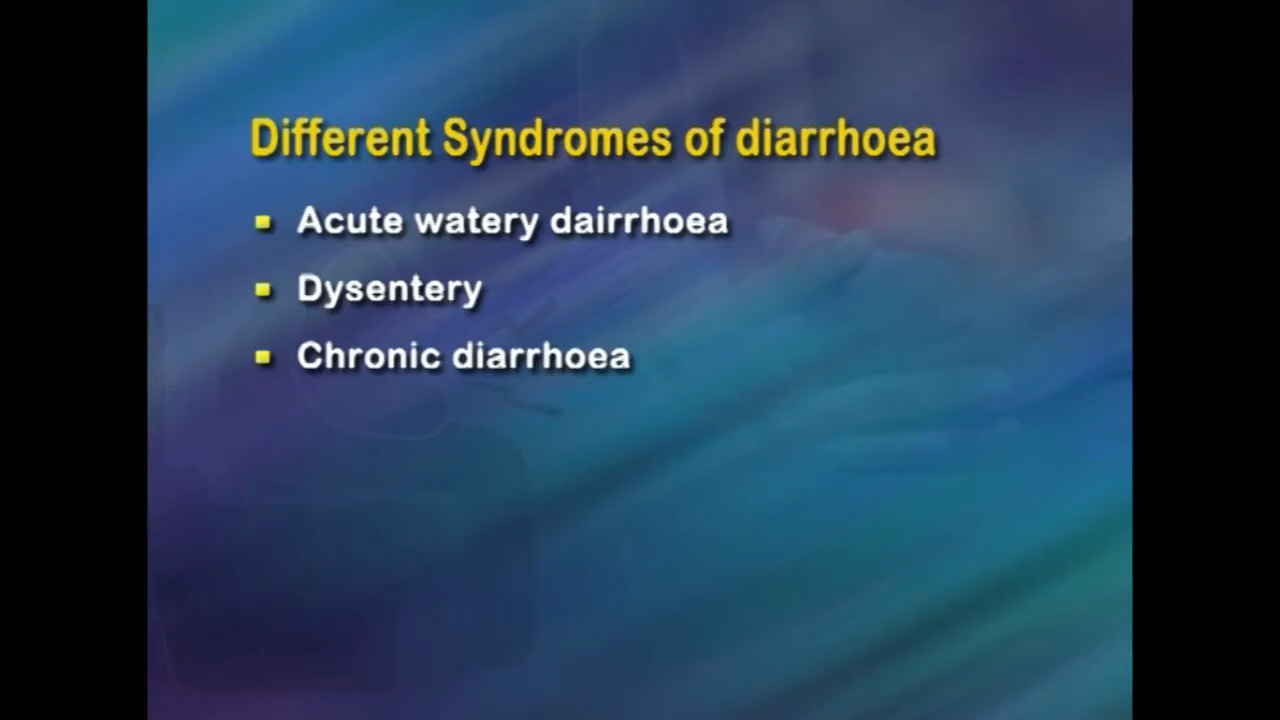 Different Syndromes of diarrhoea
Acute watery dairrhoea
Dysentery
Chronic diarrhoea